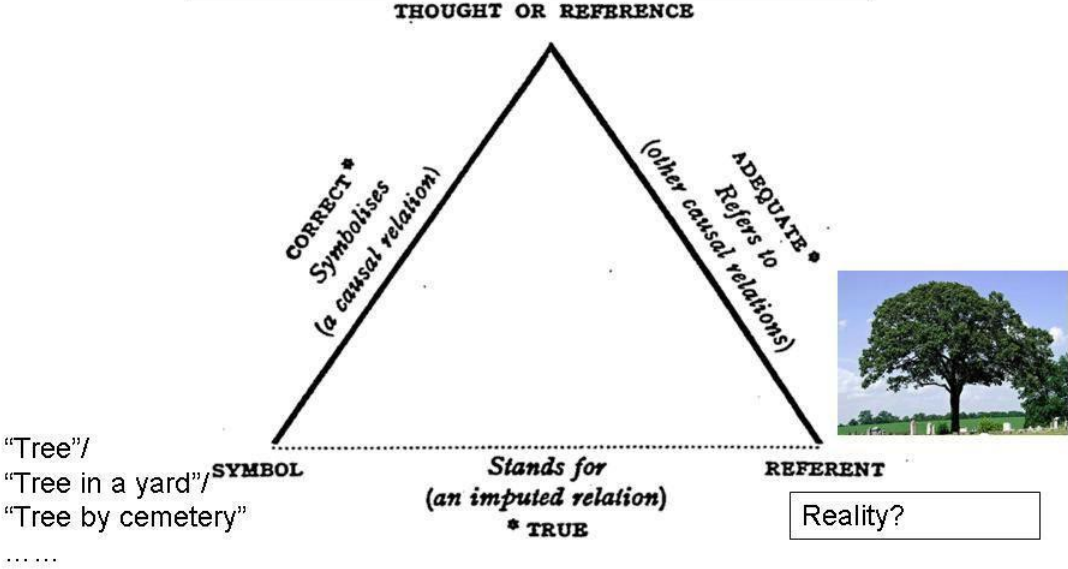 THOUGHT OR REFERENCE
CORRECT*
Symbolises
(a causal relation)
ADEQUATE*
Refers to
(other causal relations)
“Tree”/
“Tree in a yard”/
“Tree by cemetery”
……
SYMBOL
Stands for
(an imputed relation)
* TRUE
REFERENT
Reality?